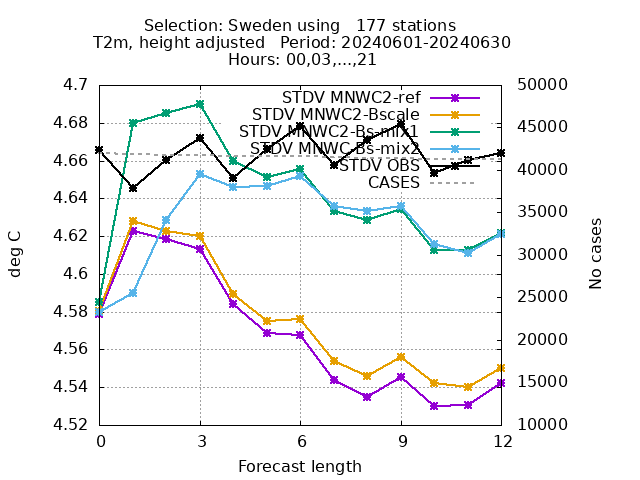 Selection: Sweden using   177 stations
T2m, height adjusted   Period: 20240601-20240630
Hours: 00,03,...,21
4.7
4.68
4.66
4.64
4.62
4.6
4.58
4.56
4.54
4.52
deg C
STDV MNWC2-ref
STDV MNWC2-Bscale
STDV MNWC2-Bs-mix1
STDV MNWC-Bs-mix2
STDV OBS
CASES
50000
45000
40000
35000
30000
25000
20000
15000
10000
No cases
0 3 6 9 12
Forecast length